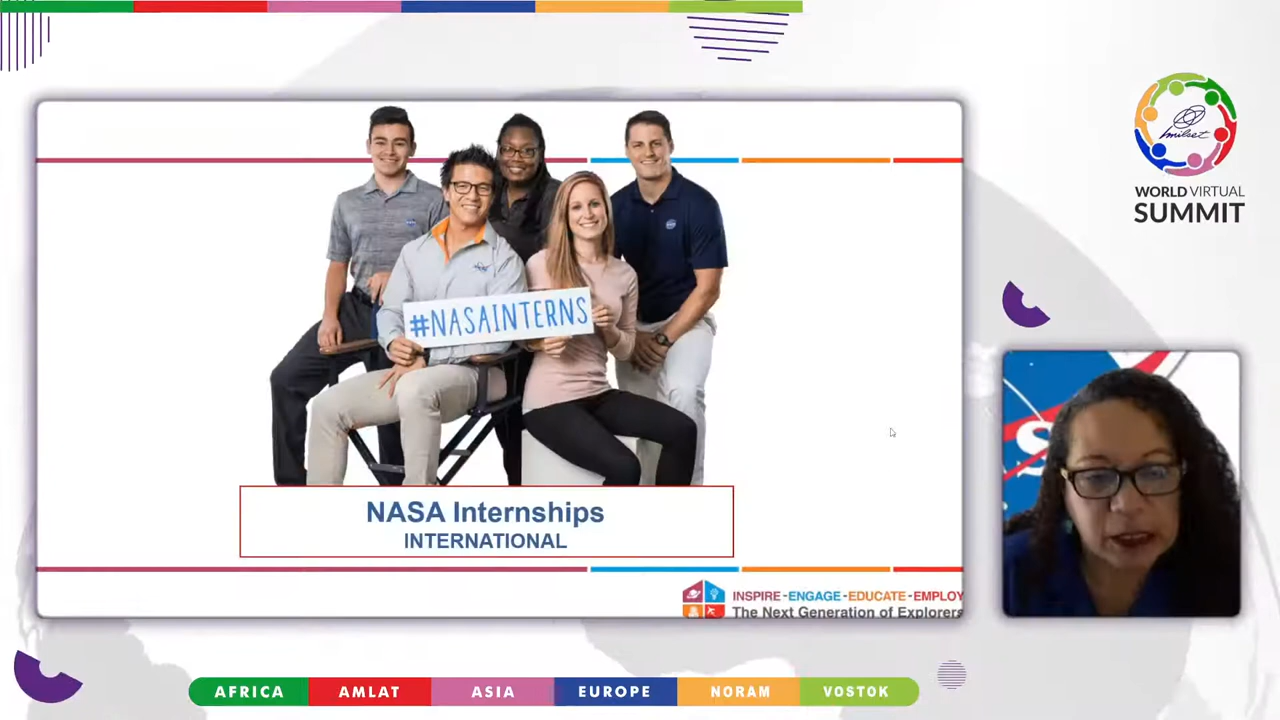 #NASAINTERNS
NASA Internships
INTERNATIONAL
INSPIRE - ENGAGE - EDUCATE - EMPLOY
The Next Generation of Explorers
milset
WORLD VIRTUAL
SUMMIT
S
AFRICA
AMLAT
ASIA
EUROPE
NORAM
VOSTOK